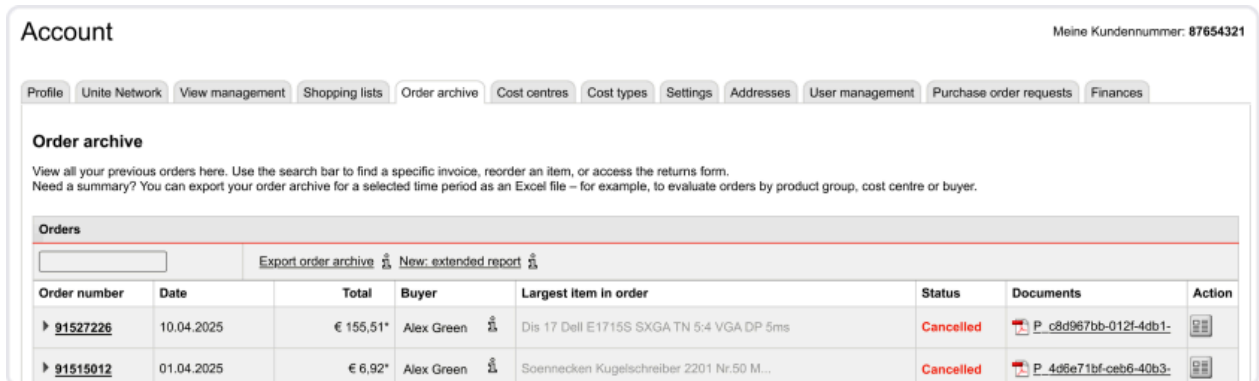 Account
Meine Kundennummer: 87654321
Profile Unite Network View management Shopping lists Order archive Cost centres Cost types Settings Addresses User management Purchase order requests Finances
Order archive
View all your previous orders here. Use the search bar to find a specific invoice, reorder an item, or access the returns form.
Need a summary? You can export your order archive for a selected time period as an Excel file – for example, to evaluate orders by product group, cost centre or buyer.
Orders
Export order archive New: extended report
Order number Date Total Buyer Largest item in order Status Documents Action
91527226 10.04.2025 € 155,51* Alex Green Dis 17 Dell E1715S SXGA TN 5:4 VGA DP 5ms Cancelled P_c8d967bb-012f-4db1-
91515012 01.04.2025 € 6,92* Alex Green Soennecken Kugelschreiber 2201 Nr.50 M... Cancelled P_4d6e71bf-ceb6-40b3-